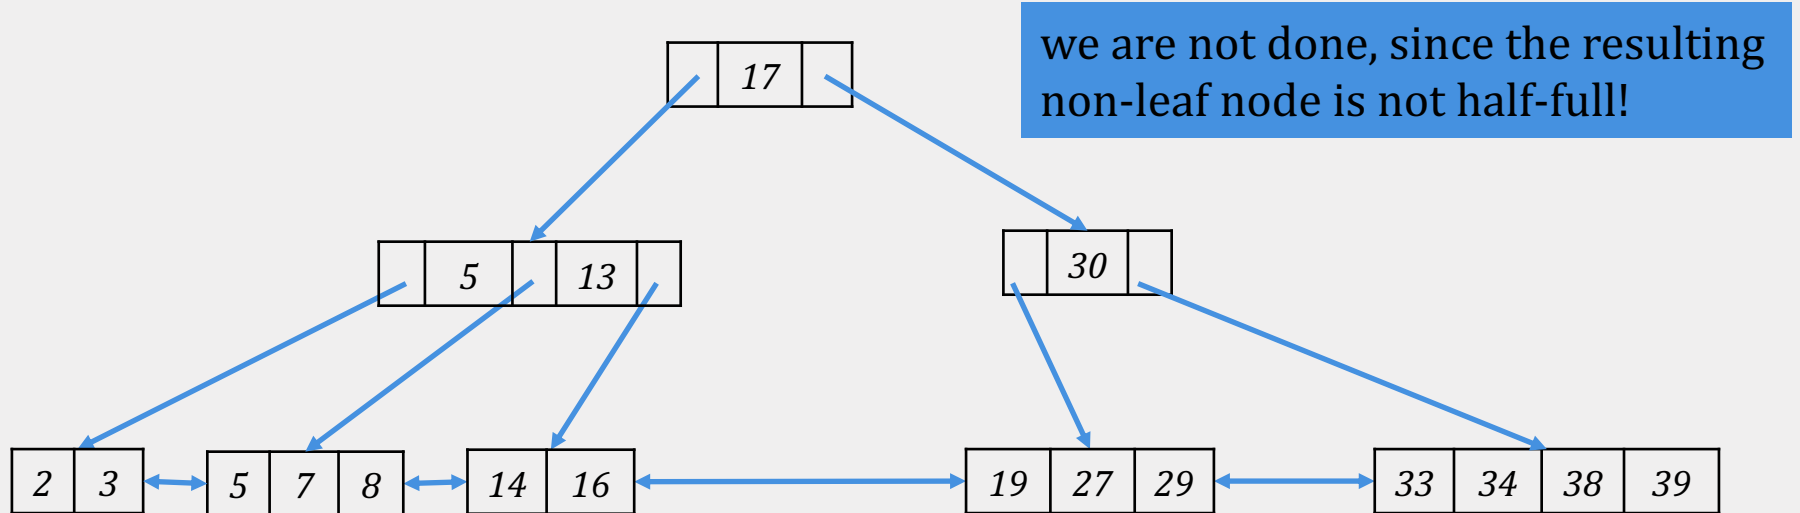 we are not done, since the resulting
non-leaf node is not half-full!
17
5 13
30
2 3
5 7 8
14 16
19 27 29
33 34 38 39